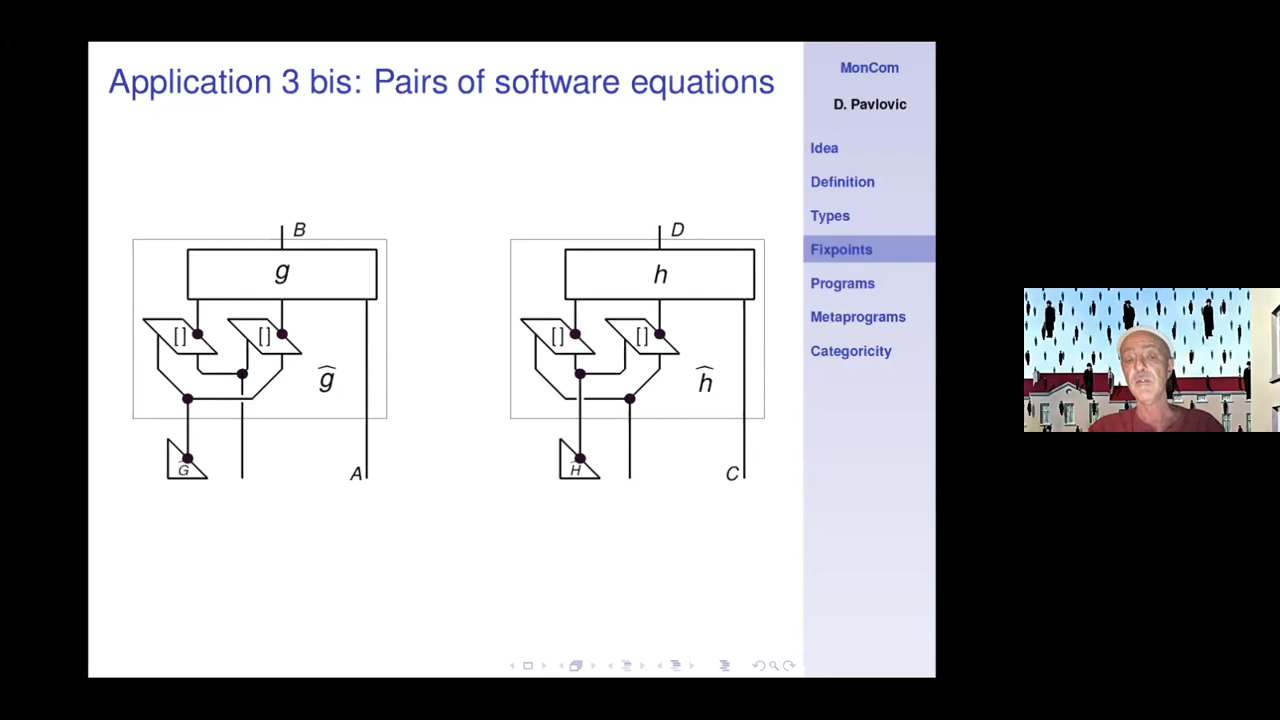 Application 3 bis: Pairs of software equations
B
g
[ ] [ ]
ĝ
G
A
D
h
[ ] [ ]
ĥ
H
C
MonCom
D. Pavlovic
Idea
Definition
Types
Fixpoints
Programs
Metaprograms
Categoricity